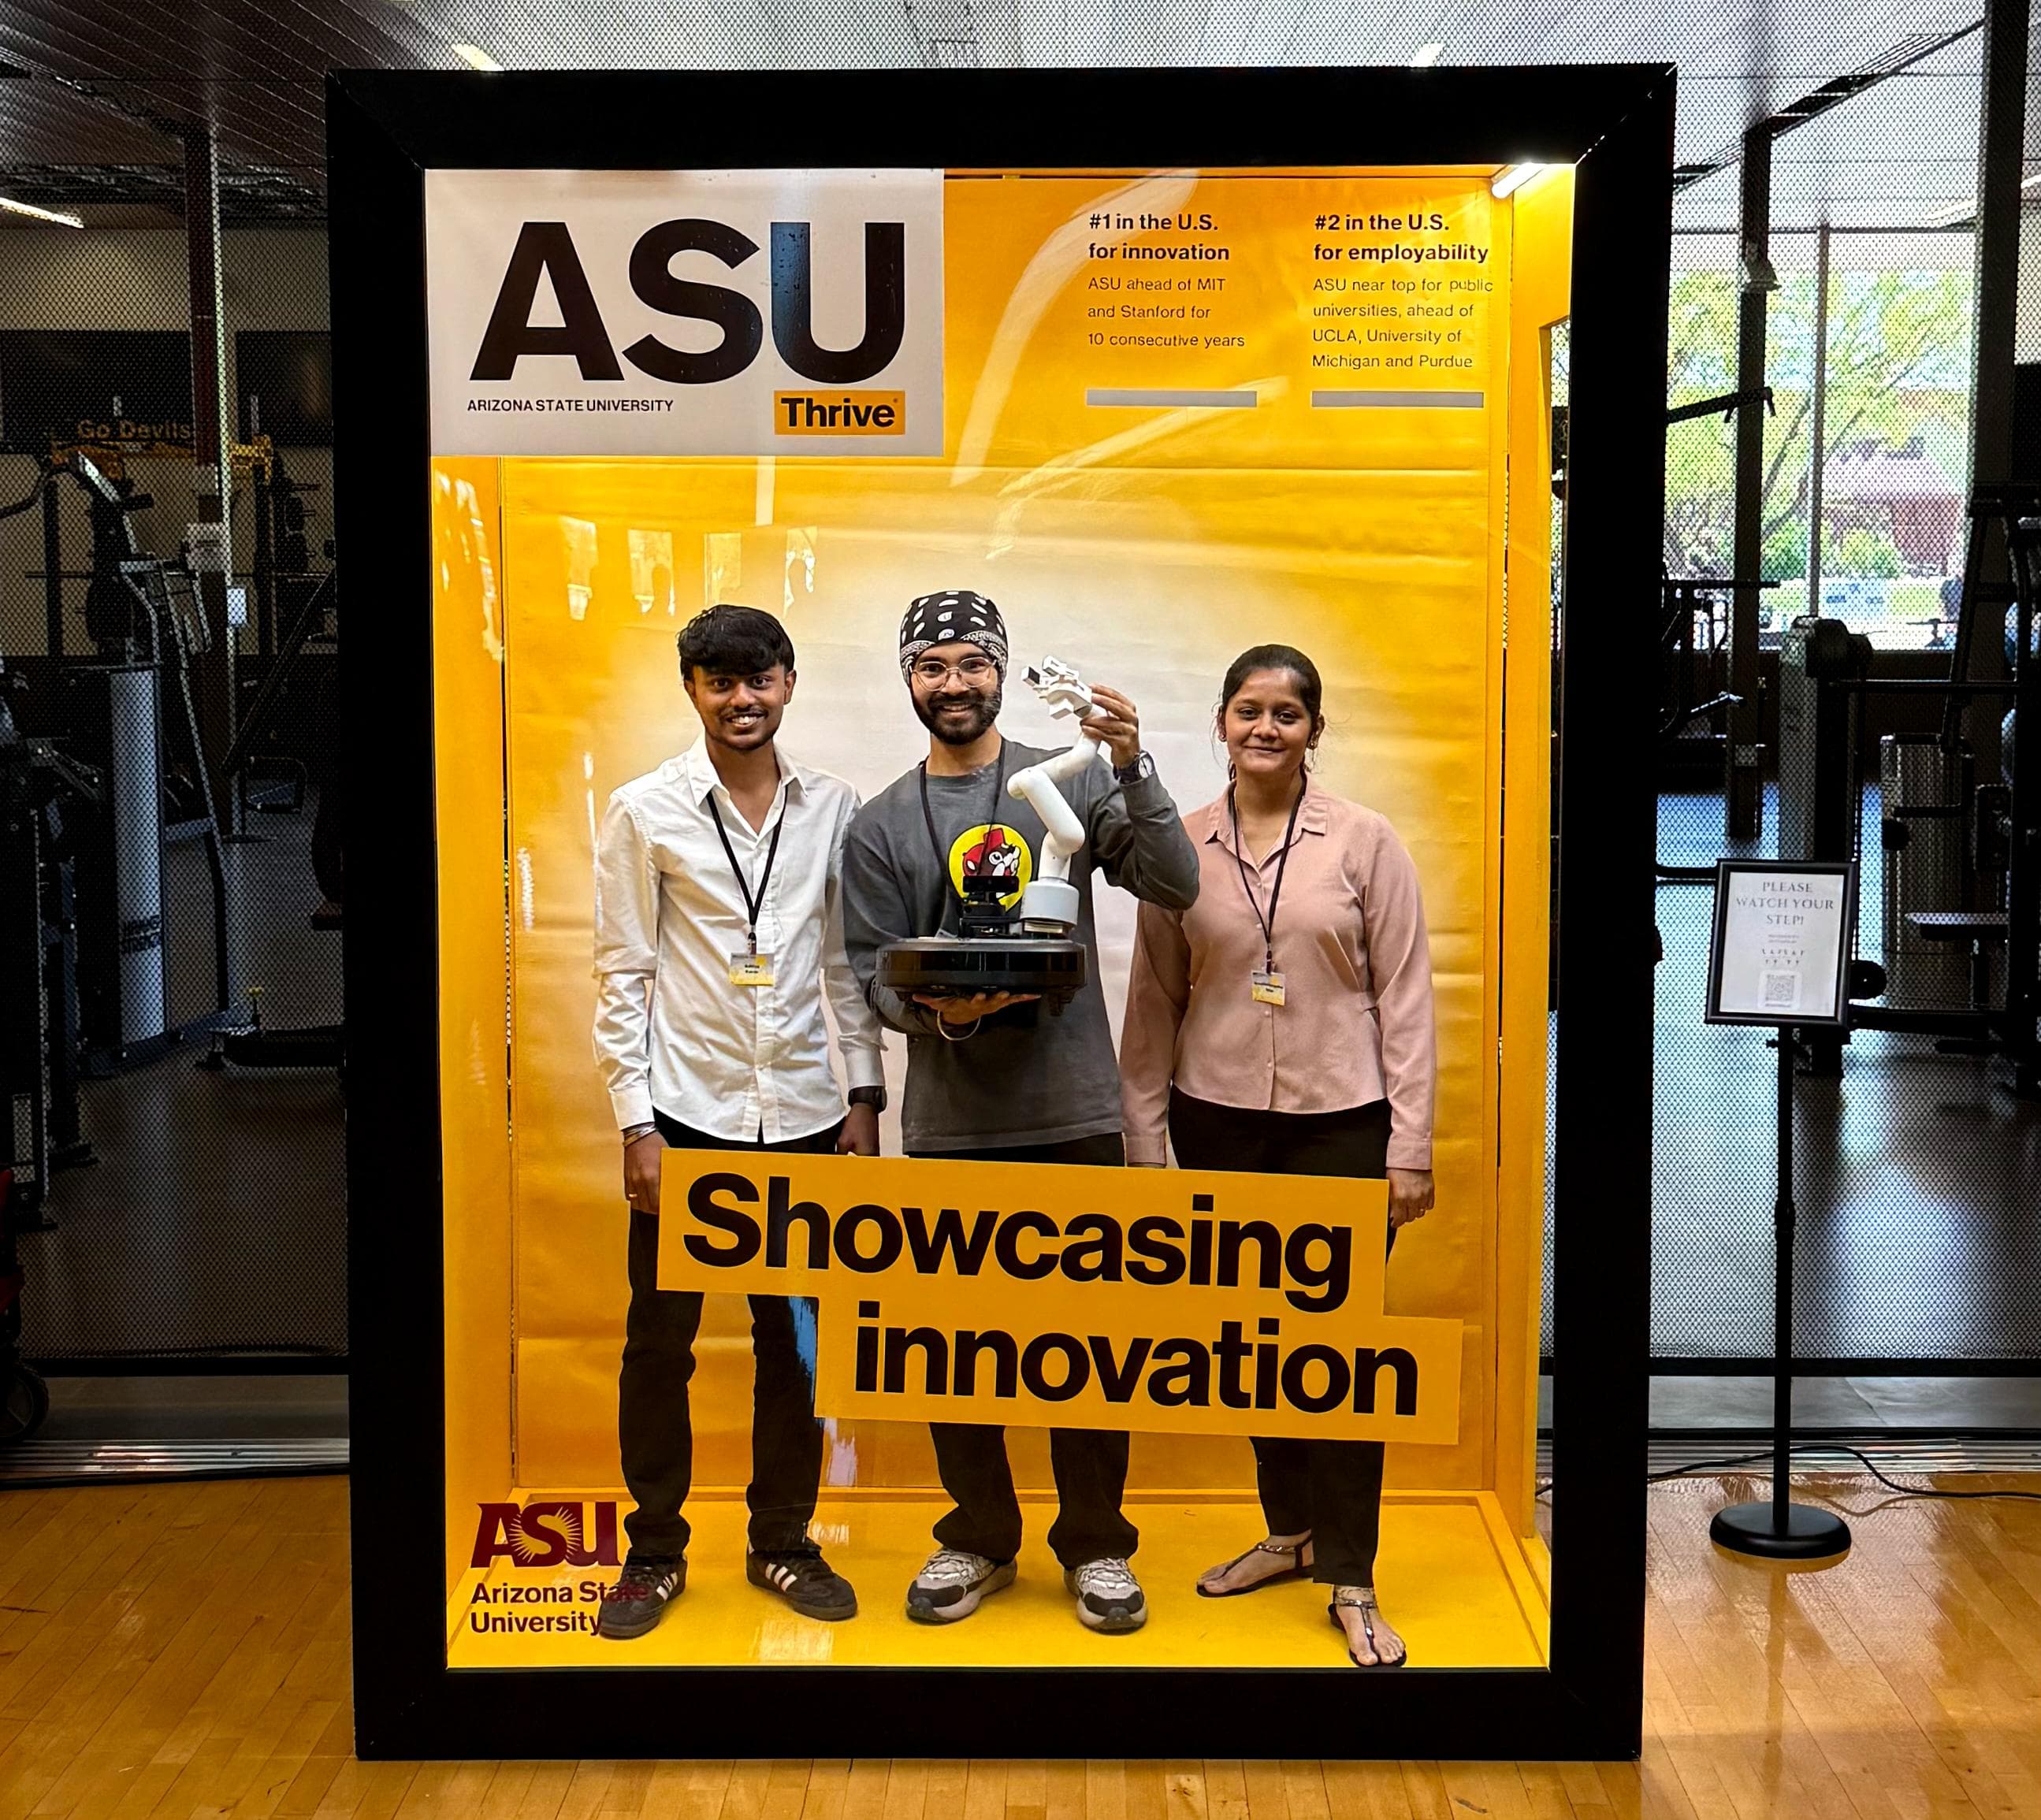 ASU
ARIZONA STATE UNIVERSITY
Thrive
#1 in the U.S.
for innovation
ASU ahead of MIT
and Stanford for
10 consecutive years
#2 in the U.S.
for employability
ASU near top for public
universities, ahead of
UCLA, University of
Michigan and Purdue
Go Devils
Showcasing
innovation
ASU
Arizona State
University
PLEASE
WATCH YOUR
STEP!